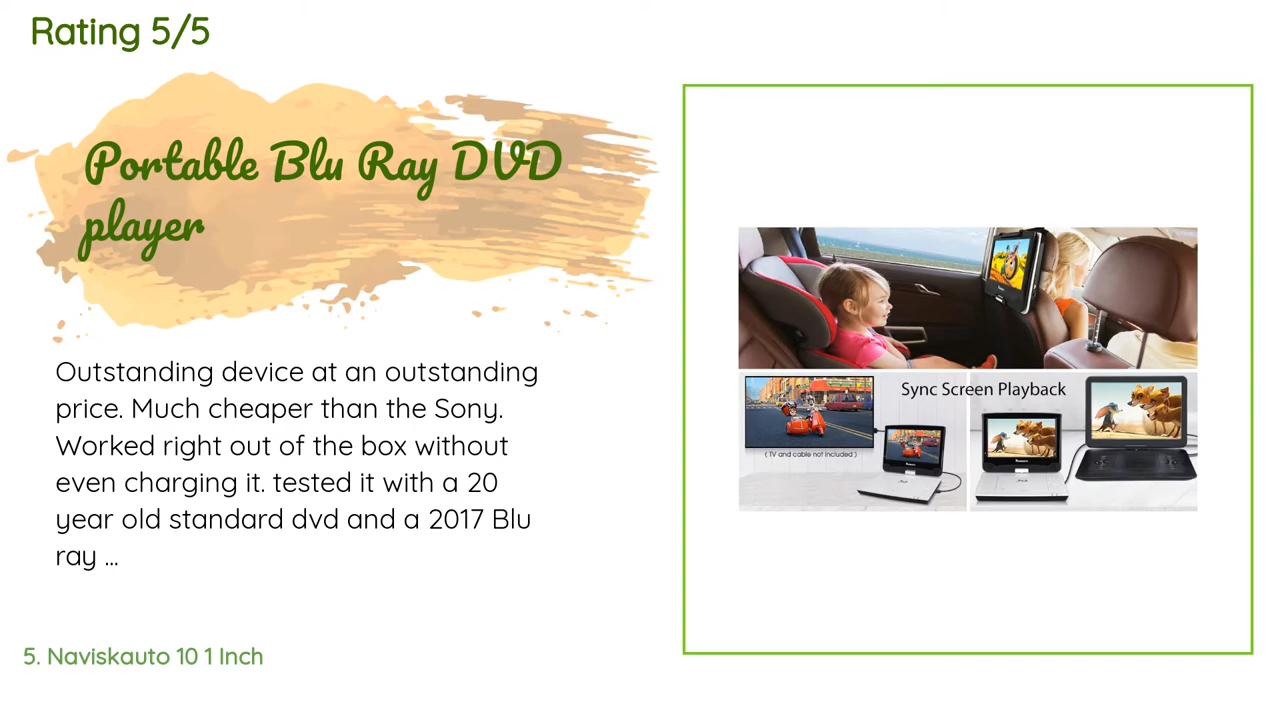 Rating 5/5
Portable Blu Ray DVD
player
Outstanding device at an outstanding
price. Much cheaper than the Sony.
Worked right out of the box without
even charging it. tested it with a 20
year old standard dvd and a 2017 Blu
ray ...
Sync Screen Playback
( TV and cable not included )
5. Naviskauto 10 1 Inch